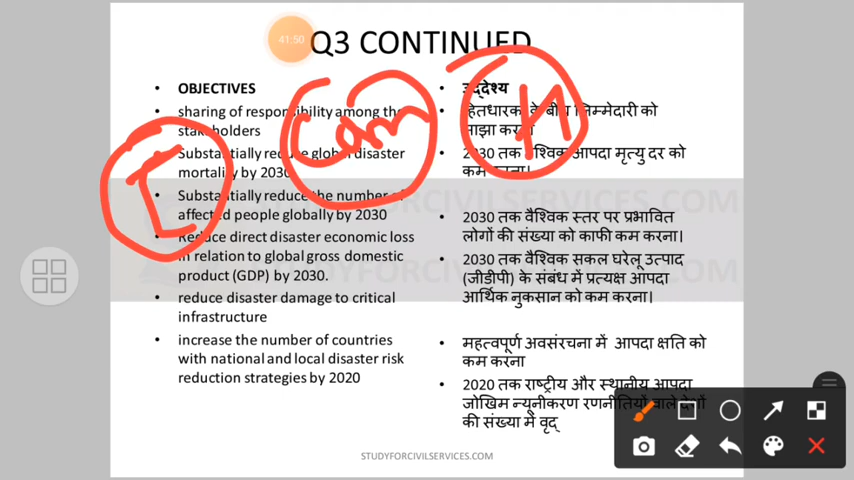 41:50
Q3 CONTINUED
OBJECTIVES
sharing of responsibility among the
stakeholders
Substantially reduce global disaster
mortality by 2030
Substantially reduce the number of
affected people globally by 2030
Reduce direct disaster economic loss
in relation to global gross domestic
product (GDP) by 2030.
reduce disaster damage to critical
infrastructure
increase the number of countries
with national and local disaster risk
reduction strategies by 2020
उद्देश्य
हितधारकों के बीच जिम्मेदारी को
साझा करना
2030 तक वैश्विक आपदा मृत्यु दर को
कम करना।
2030 तक वैश्विक स्तर पर प्रभावित
लोगों की संख्या को काफी कम करना।
2030 तक वैश्विक सकल घरेलू उत्पाद
(जीडीपी) के संबंध में प्रत्यक्ष आपदा
आर्थिक नुकसान को कम करना।
महत्वपूर्ण अवसंरचना में आपदा क्षति को
कम करना
2020 तक राष्ट्रीय और स्थानीय आपदा
जोखिम न्यूनीकरण रणनीतियों वाले देशों
की संख्या में वृद्
E
H
STUDYFORCIVILSERVICES.COM
STUDYFORCIVILSERVICES.COM
STUDYFORCIVILSERVICES.COM